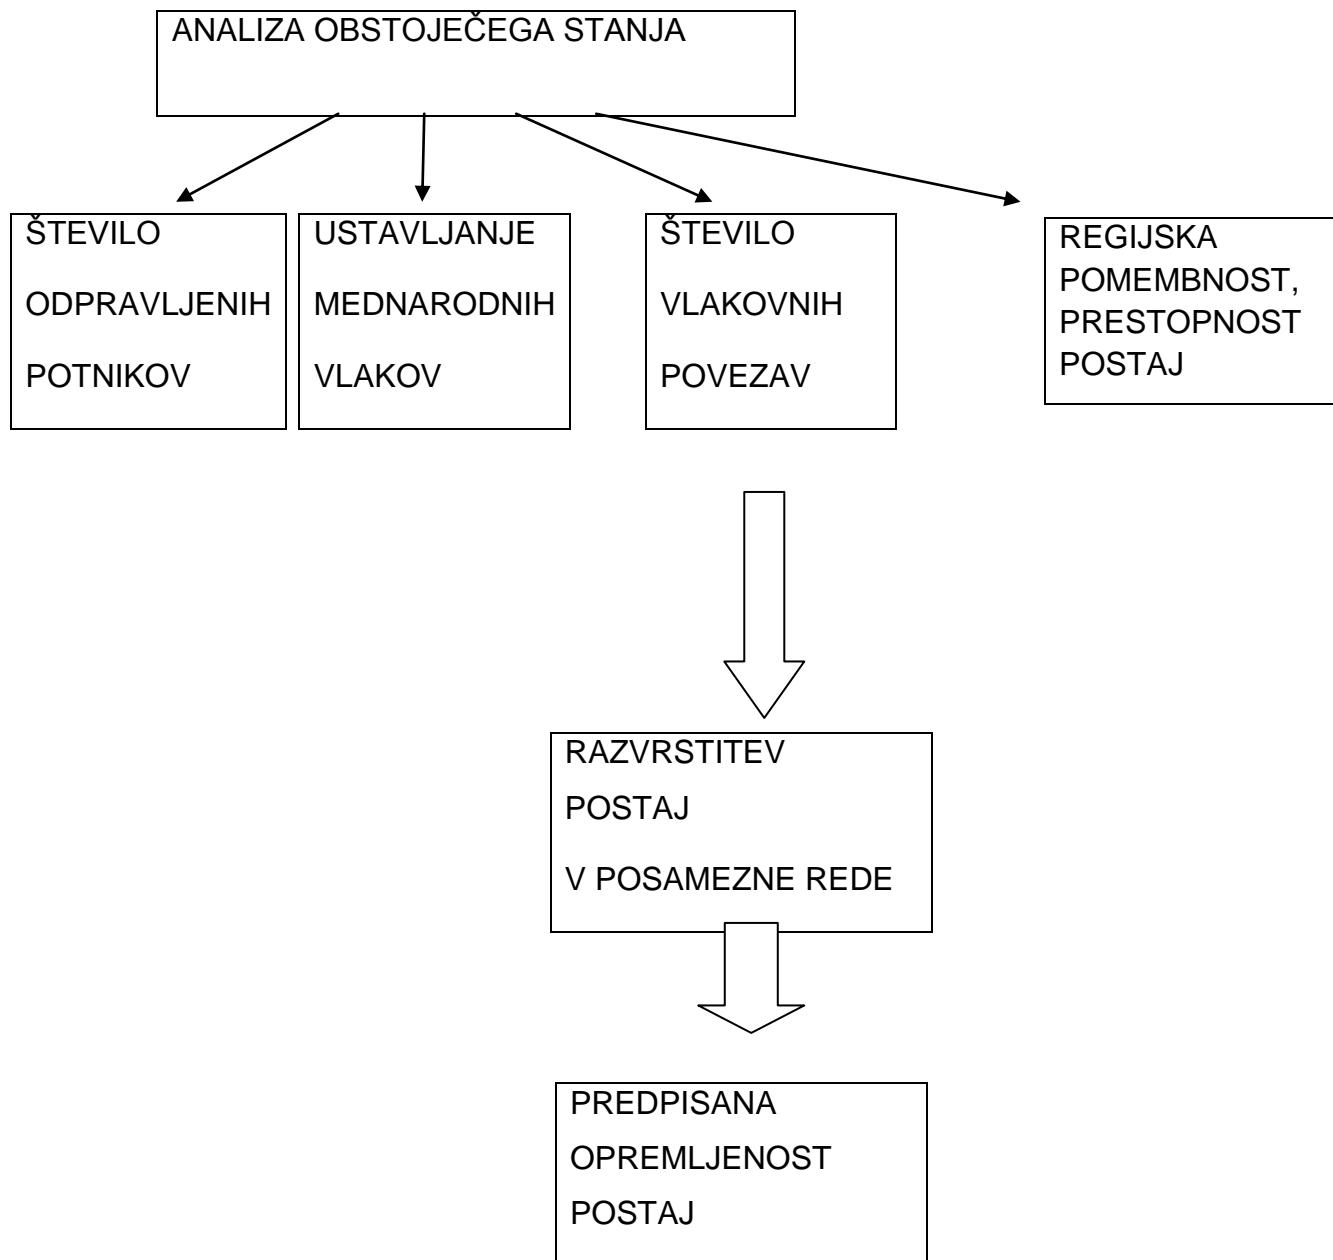 ANALIZA OBSTOJEČEGA STANJA
ŠTEVILO
ODPRAVLJENIH
POTNIKOV
USTAVLJANJE
MEDNARODNIH
VLAKOV
ŠTEVILO
VLAKOVNIH
POVEZAV
REGIJSKA
POMEMBNOST,
PRESTOPNOST
POSTAJ
RAZVRSTITEV
POSTAJ
V POSAMEZNE REDE
PREDPISANA
OPREMLJENOST
POSTAJ